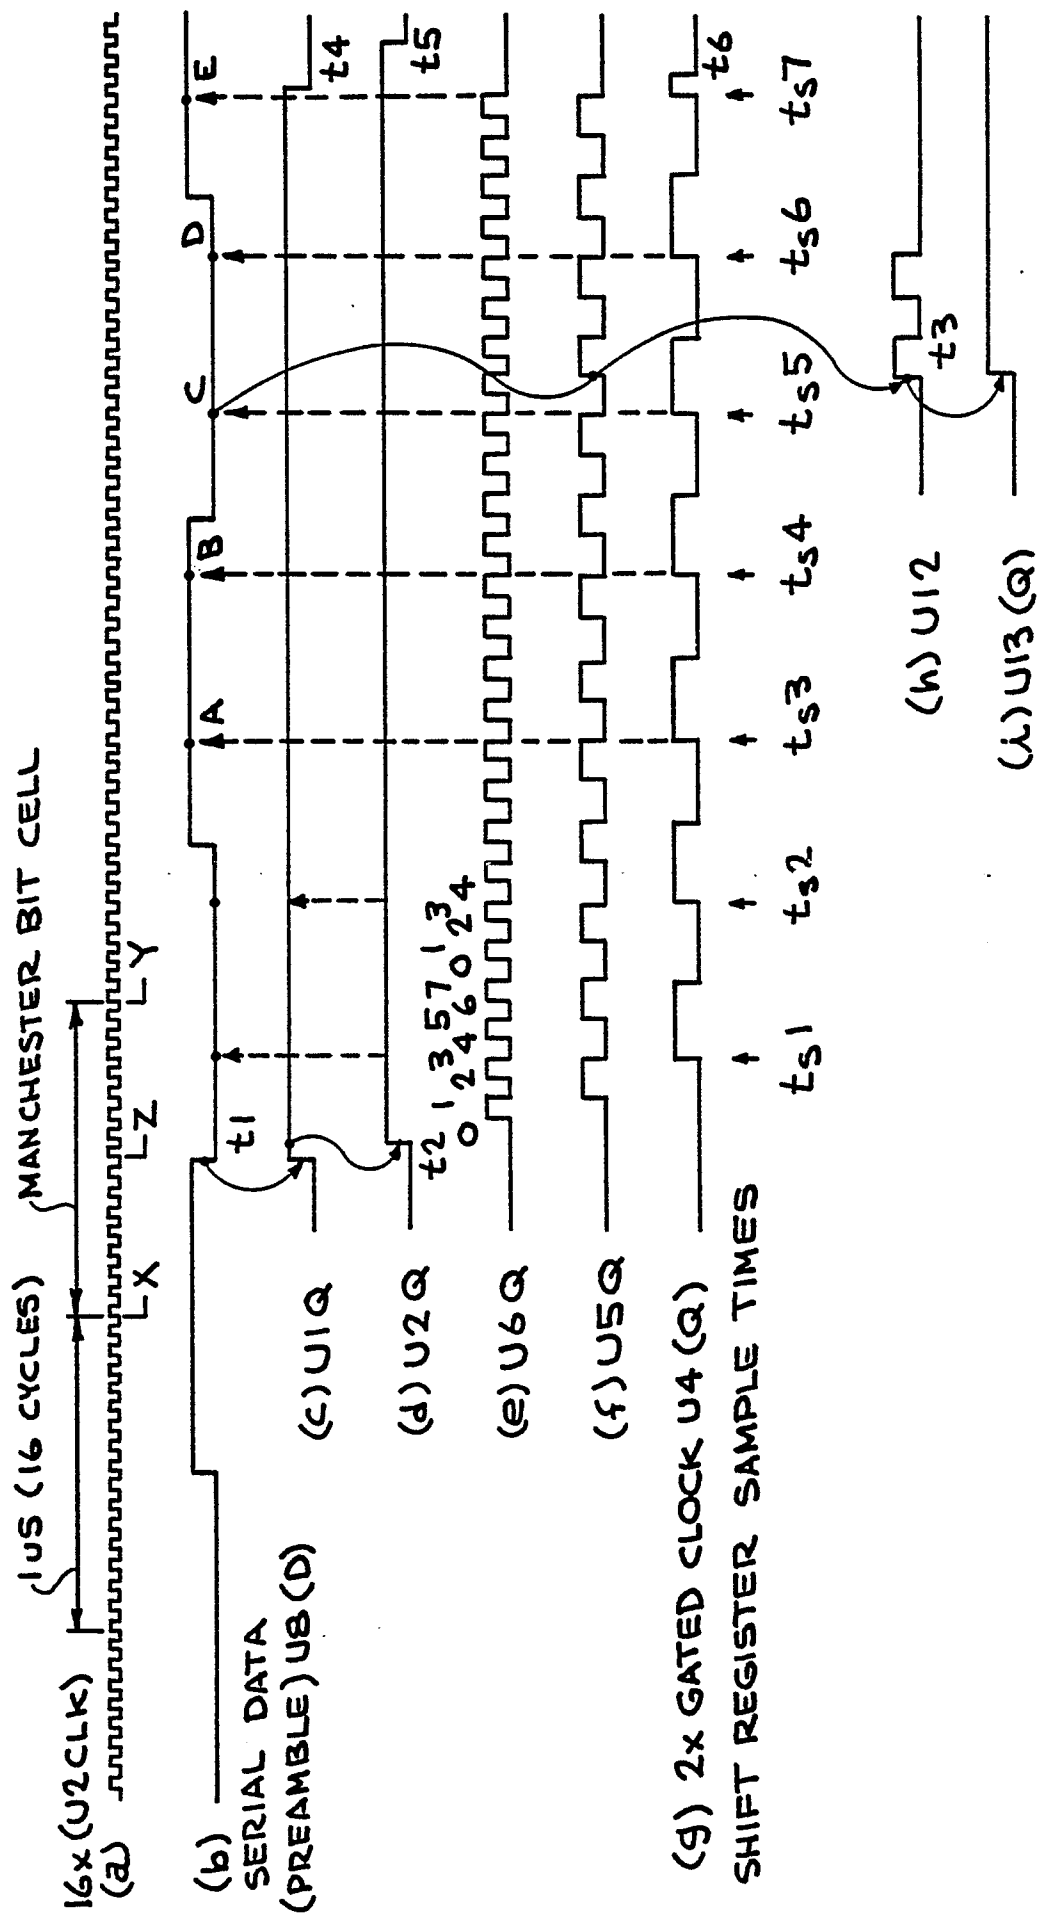 16x (U2CLK)
(a)
1US (16 CYCLES)
MANCHESTER BIT CELL
X
Z
Y
(b)
SERIAL DATA
(PREAMBLE) U8 (D)
t1
A
B
C
D
E
(c) U1Q
t4
(d) U2Q
t2
t5
1 3 5 7 1 3
0 2 4 6 0 2 4
(e) U6Q
(f) U5Q
(g) 2x GATED CLOCK U4 (Q)
t6
SHIFT REGISTER SAMPLE TIMES
ts1
ts2
ts3
ts4
ts5
ts6
ts7
(h) U12
t3
(i) U13 (Q)